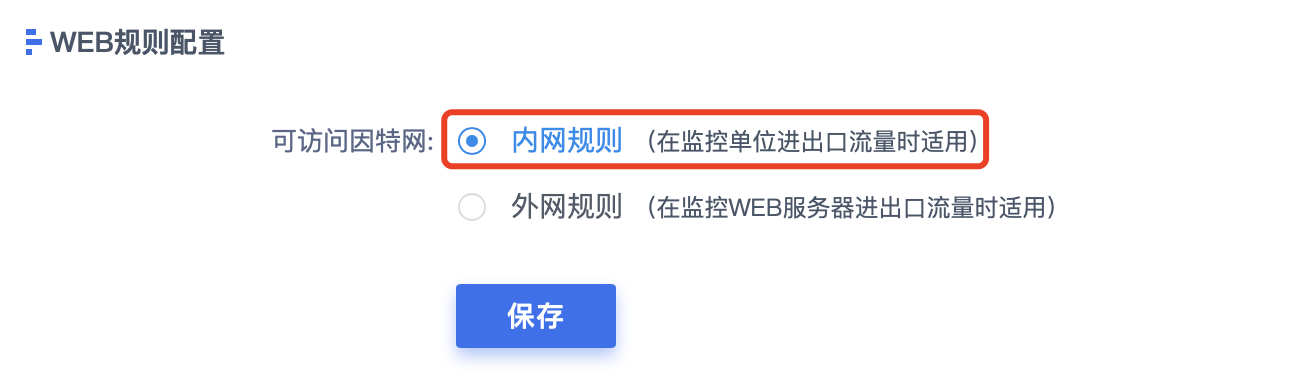 WEB规则配置
可访问因特网: 内网规则 （在监控单位进出口流量时适用）
外网规则 （在监控WEB服务器进出口流量时适用）
保存